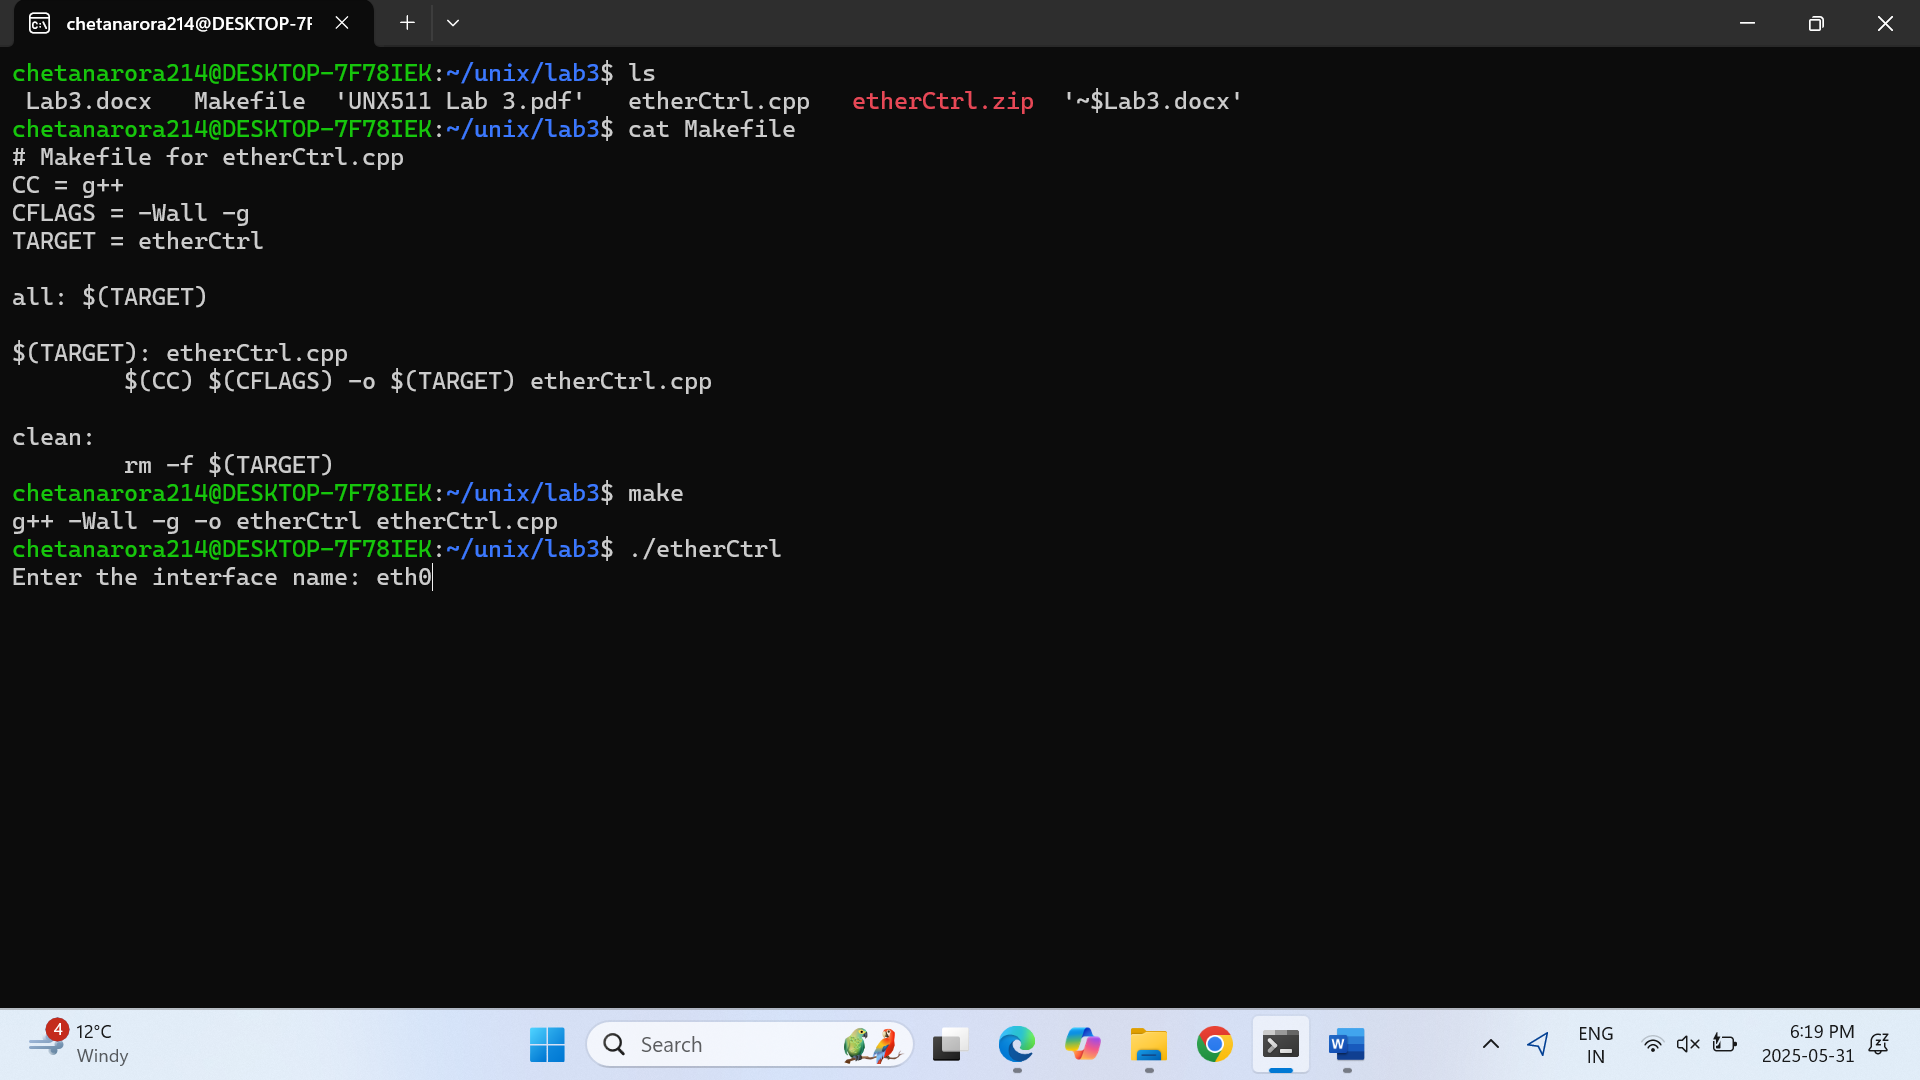 chetanarora214@DESKTOP-7F
chetanarora214@DESKTOP-7F78IEK:~/unix/lab3$ ls
 Lab3.docx   Makefile  'UNX511 Lab 3.pdf'   etherCtrl.cpp   etherCtrl.zip  '~$Lab3.docx'
chetanarora214@DESKTOP-7F78IEK:~/unix/lab3$ cat Makefile
# Makefile for etherCtrl.cpp
CC = g++
CFLAGS = -Wall -g
TARGET = etherCtrl
all: $(TARGET)
$(TARGET): etherCtrl.cpp
        $(CC) $(CFLAGS) -o $(TARGET) etherCtrl.cpp
clean:
        rm -f $(TARGET)
chetanarora214@DESKTOP-7F78IEK:~/unix/lab3$ make
g++ -Wall -g -o etherCtrl etherCtrl.cpp
chetanarora214@DESKTOP-7F78IEK:~/unix/lab3$ ./etherCtrl
Enter the interface name: eth0
4
12°C
Windy
Search
ENG
IN
6:19 PM
2025-05-31